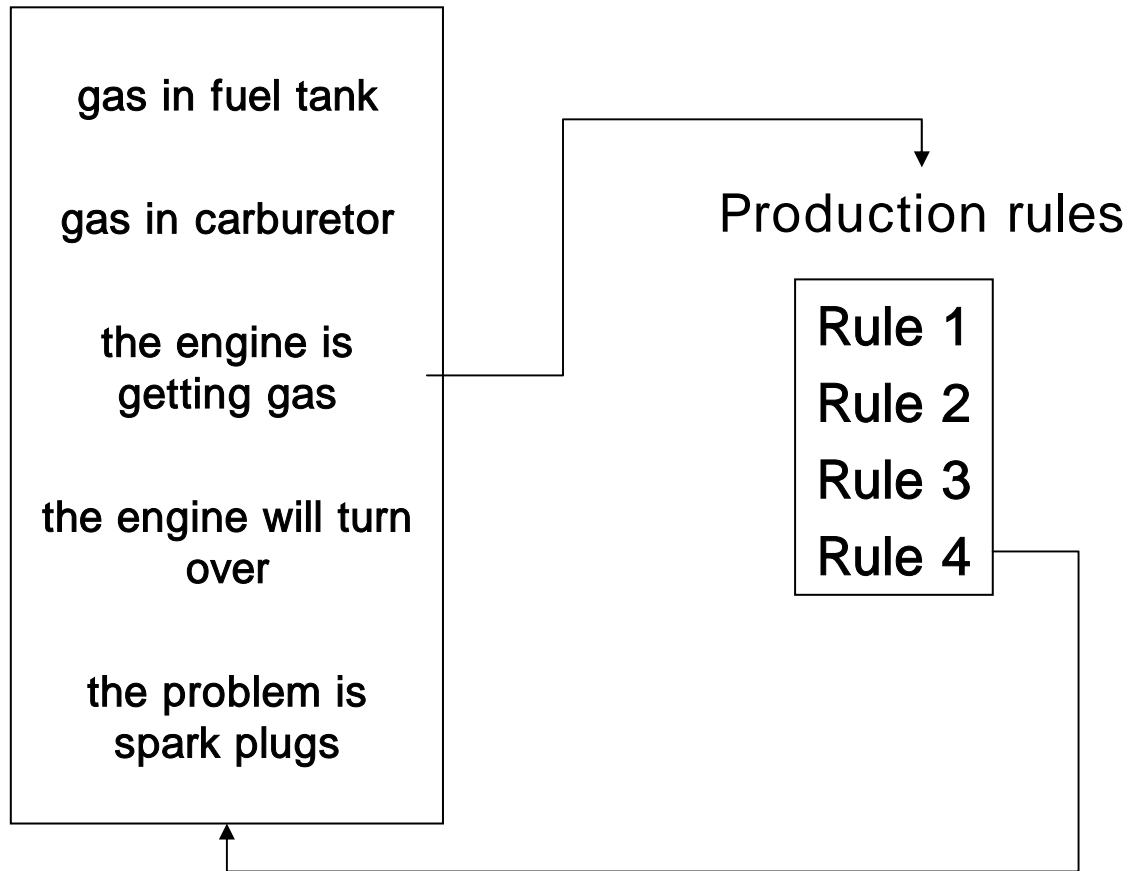 gas in fuel tank
gas in carburetor
the engine is
getting gas
the engine will turn
over
the problem is
spark plugs
Production rules
Rule 1
Rule 2
Rule 3
Rule 4